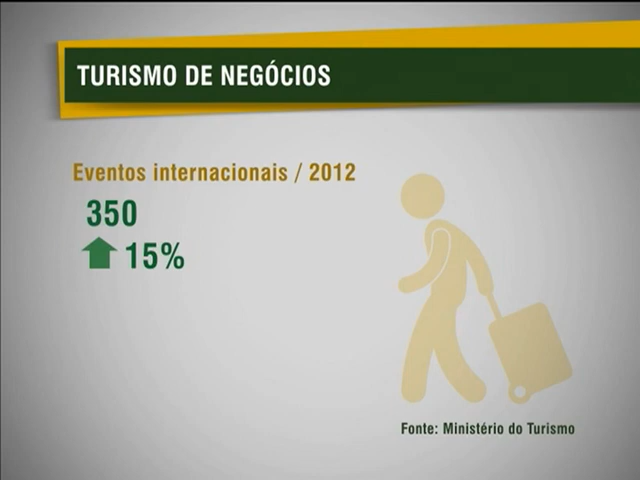 TURISMO DE NEGÓCIOS
Eventos internacionais / 2012
350
15%
Fonte: Ministério do Turismo